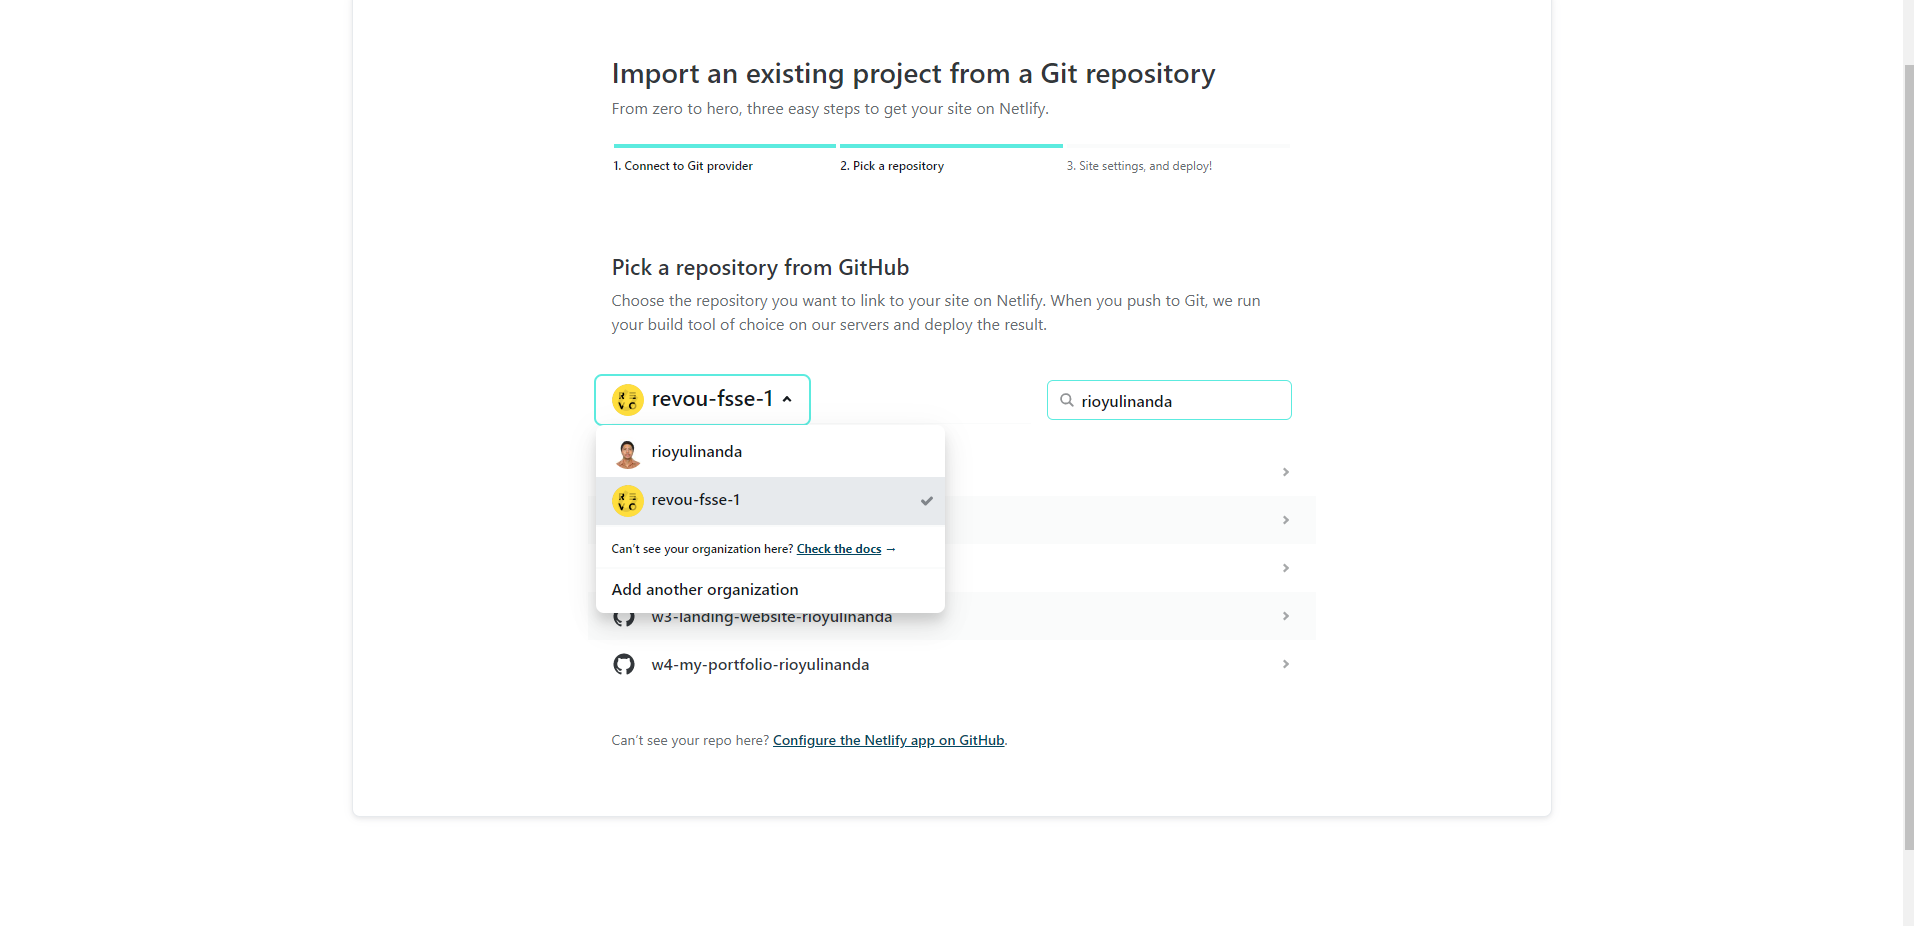 Import an existing project from a Git repository
From zero to hero, three easy steps to get your site on Netlify.
1. Connect to Git provider
2. Pick a repository
3. Site settings, and deploy!
Pick a repository from GitHub
Choose the repository you want to link to your site on Netlify. When you push to Git, we run
your build tool of choice on our servers and deploy the result.
revou-fsse-1
rioyulinanda
rioyulinanda
revou-fsse-1
Can't see your organization here? Check the docs →
Add another organization
w3-landing-website-rioyulinanda
w4-my-portfolio-rioyulinanda
Can't see your repo here? Configure the Netlify app on GitHub.